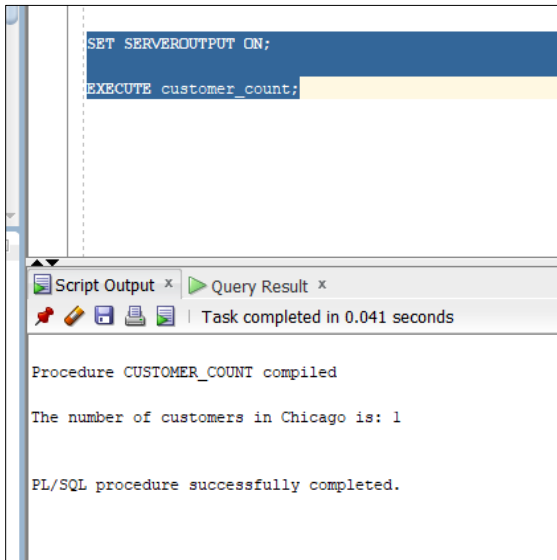 SET SERVEROUTPUT ON;
EXECUTE customer_count;
Script Output x Query Result x
Task completed in 0.041 seconds
Procedure CUSTOMER_COUNT compiled
The number of customers in Chicago is: 1
PL/SQL procedure successfully completed.